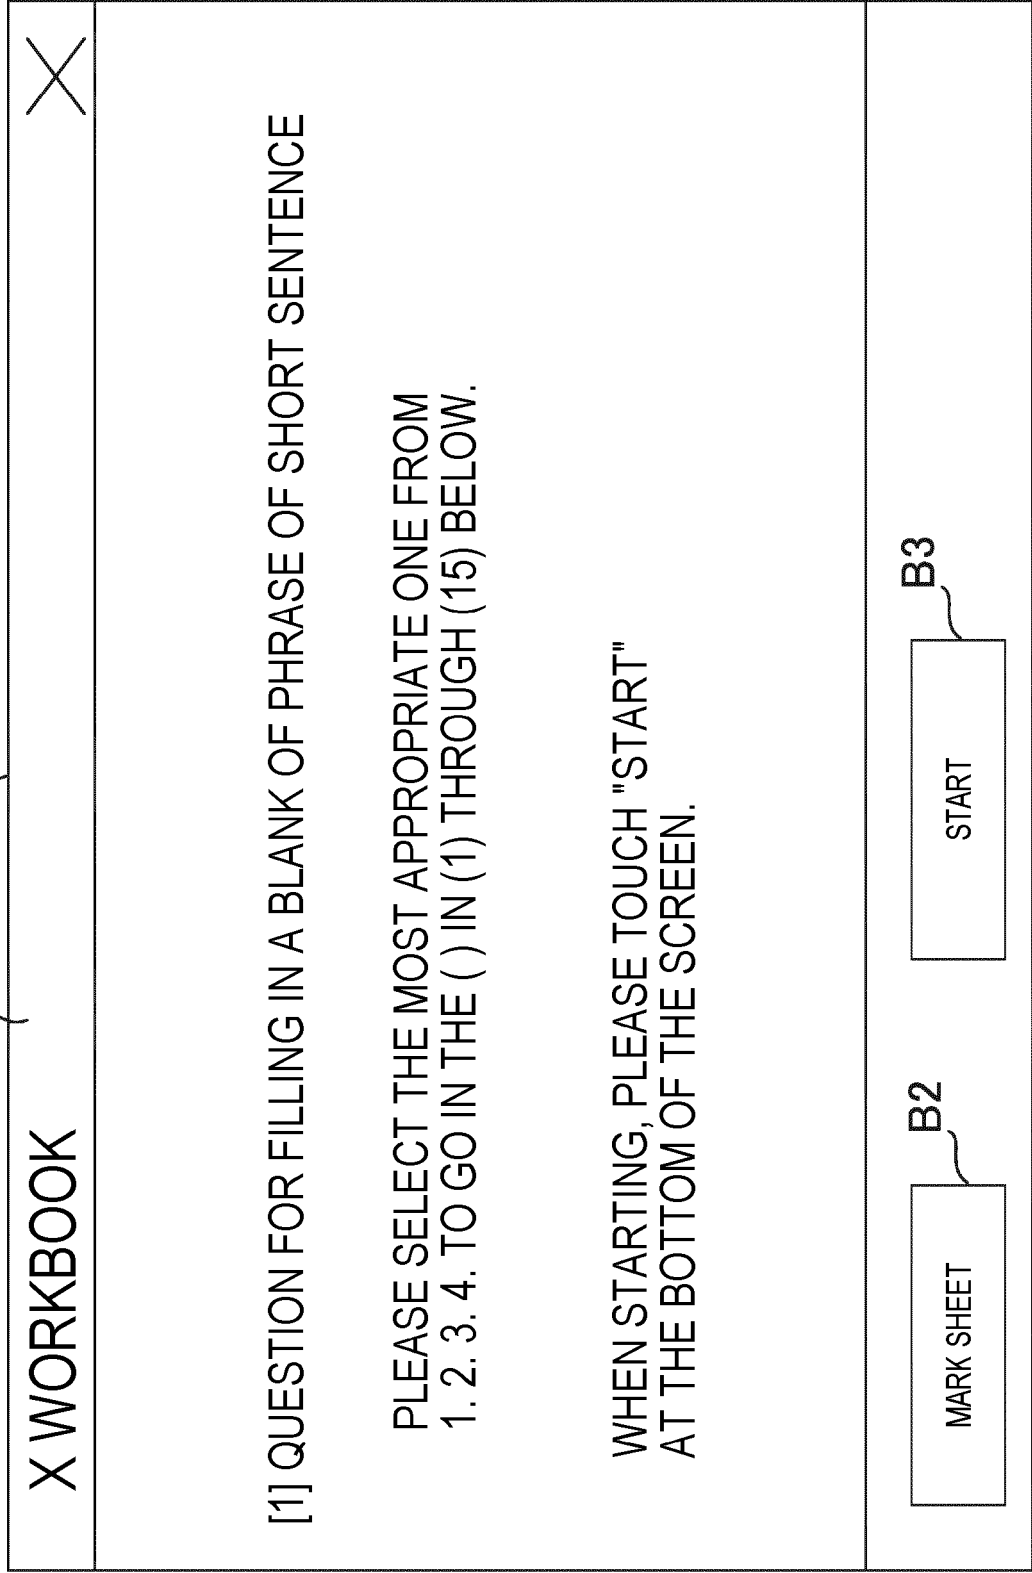 X WORKBOOK
[1] QUESTION FOR FILLING IN A BLANK OF PHRASE OF SHORT SENTENCE
PLEASE SELECT THE MOST APPROPRIATE ONE FROM
1. 2. 3. 4. TO GO IN THE ( ) IN (1) THROUGH (15) BELOW.
WHEN STARTING, PLEASE TOUCH "START"
AT THE BOTTOM OF THE SCREEN.
B2
B3
MARK SHEET
START